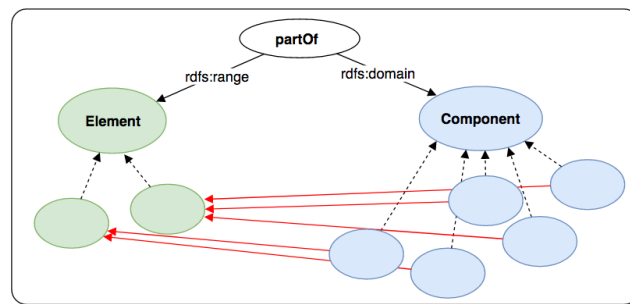 partOf
rdfs:range
rdfs:domain
Element
Component